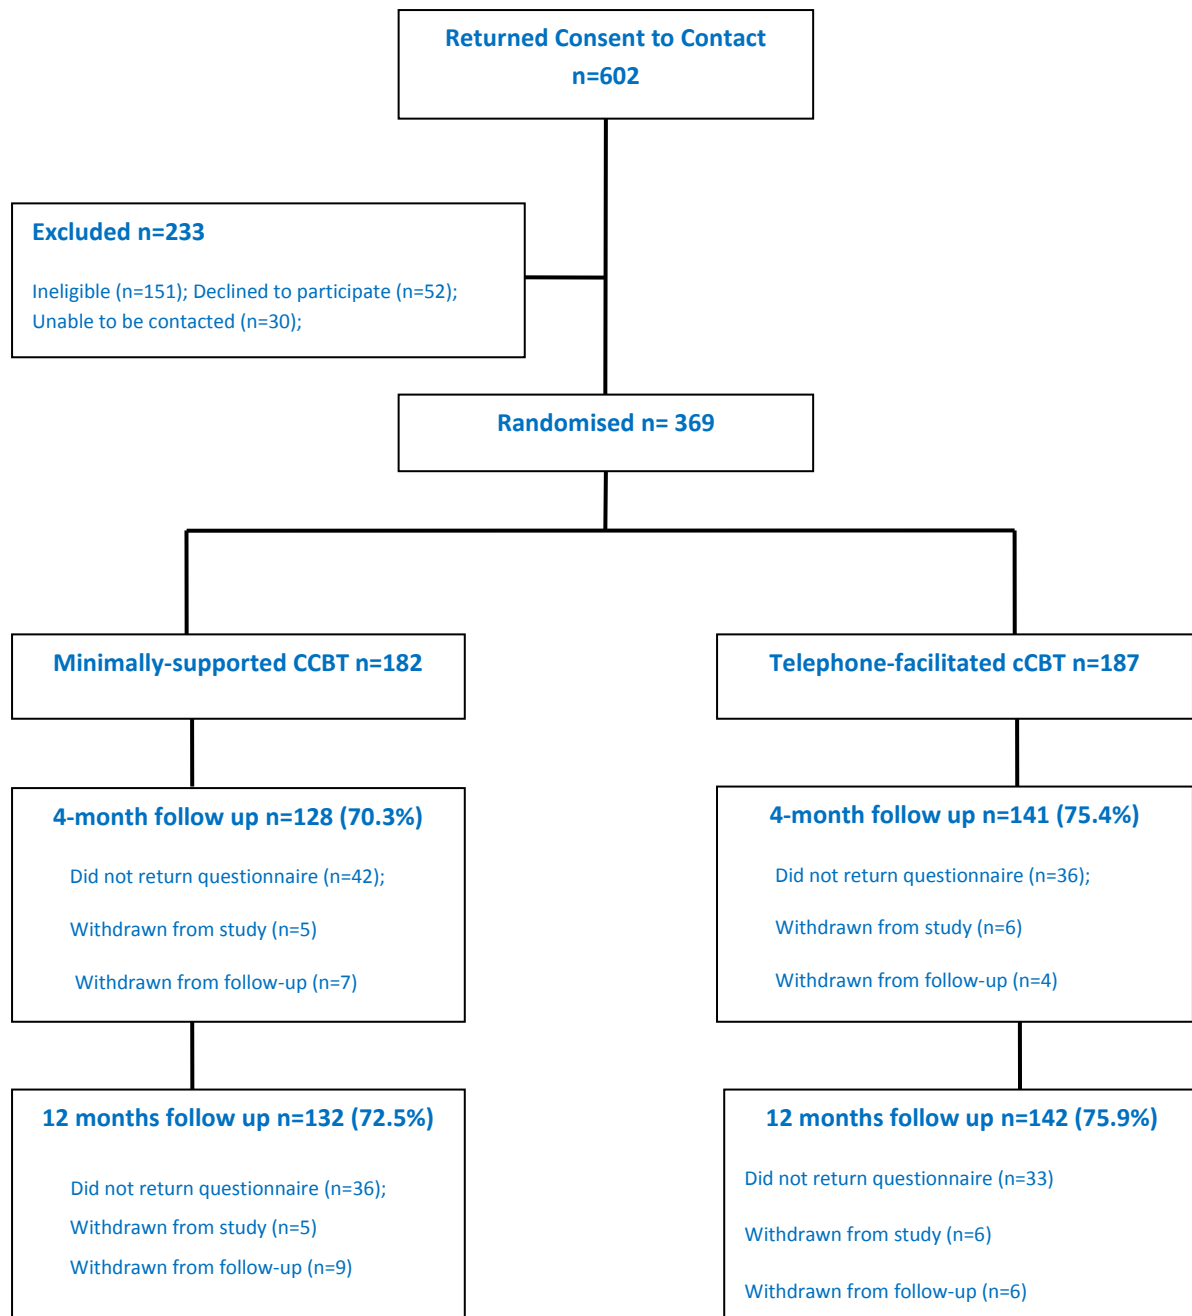 Returned Consent to Contact
n=602
Excluded n=233
Ineligible (n=151); Declined to participate (n=52);
Unable to be contacted (n=30);
Randomised n= 369
Minimally-supported CCBT n=182
Telephone-facilitated cCBT n=187
4-month follow up n=128 (70.3%)
Did not return questionnaire (n=42);
Withdrawn from study (n=5)
Withdrawn from follow-up (n=7)
4-month follow up n=141 (75.4%)
Did not return questionnaire (n=36);
Withdrawn from study (n=6)
Withdrawn from follow-up (n=4)
12 months follow up n=132 (72.5%)
Did not return questionnaire (n=36);
Withdrawn from study (n=5)
Withdrawn from follow-up (n=9)
12 months follow up n=142 (75.9%)
Did not return questionnaire (n=33)
Withdrawn from study (n=6)
Withdrawn from follow-up (n=6)